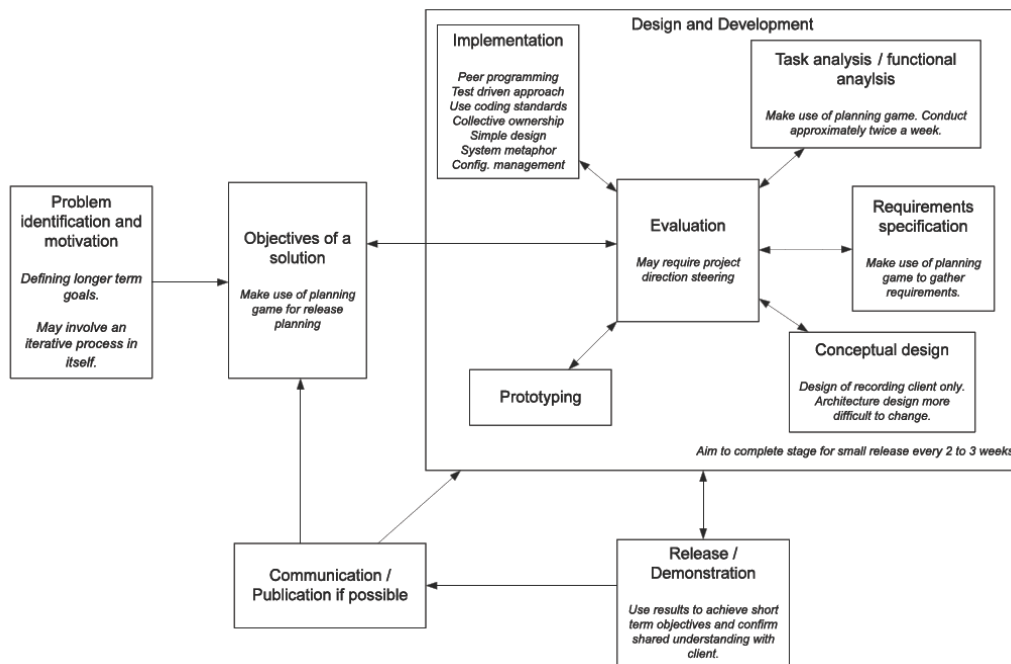 Design and Development
Implementation
Peer programming
Test driven approach
Use coding standards
Collective ownership
Simple design
System metaphor
Config. management
Task analysis / functional
anaylsis
Make use of planning game. Conduct
approximately twice a week.
Problem
identification and
motivation
Defining longer term
goals.
May involve an
iterative process in
itself.
Objectives of a
solution
Make use of planning
game for release
planning
Evaluation
May require project
direction steering
Requirements
specification
Make use of planning
game to gather
requirements.
Conceptual design
Design of recording client only.
Architecture design more
difficult to change.
Prototyping
Aim to complete stage for small release every 2 to 3 weeks
Communication /
Publication if possible
Release /
Demonstration
Use results to achieve short
term objectives and confirm
shared understanding with
client.